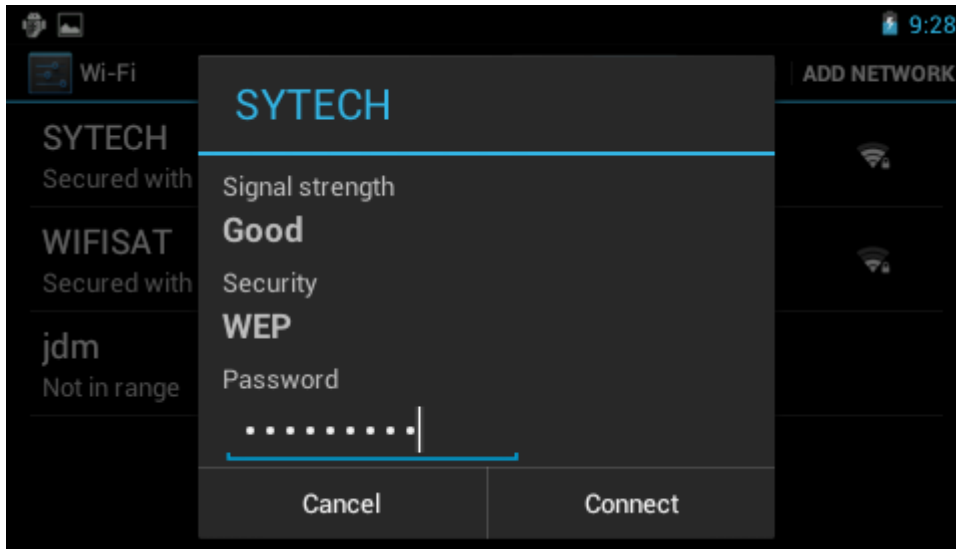 9:28
Wi-Fi
ADD NETWORK
SYTECH
Secured with
WIFISAT
Secured with
jdm
Not in range
SYTECH
Signal strength
Good
Security
WEP
Password
•••••••••
Cancel
Connect